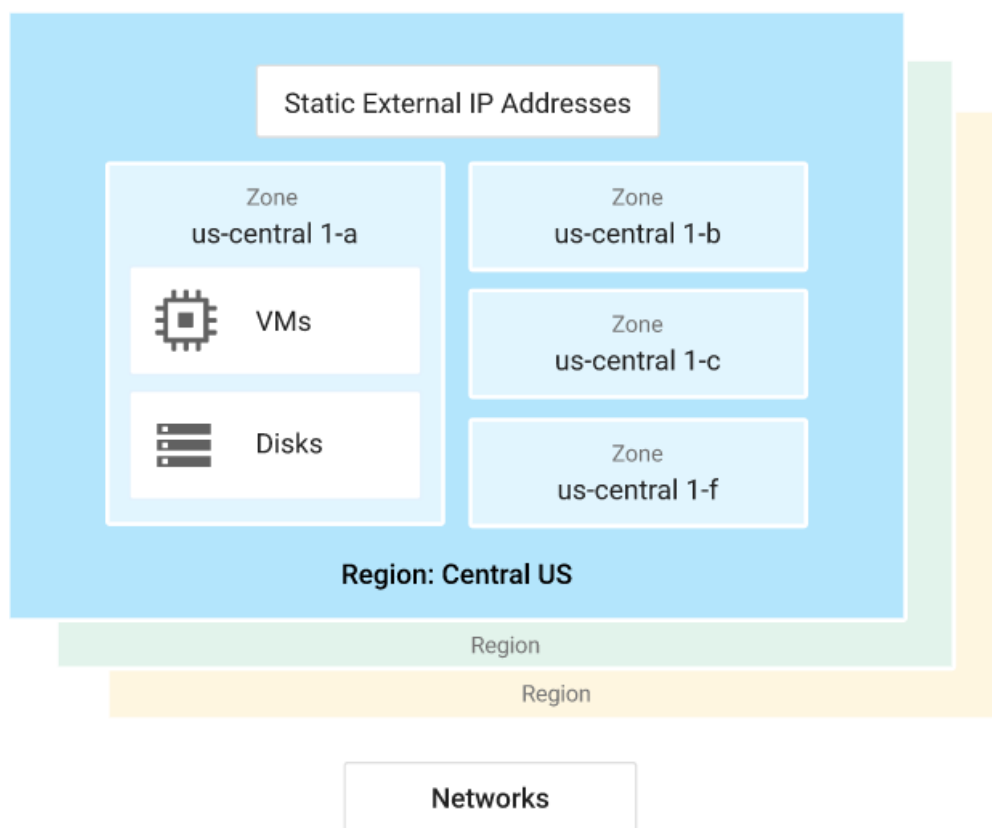 Static External IP Addresses
Zone
us-central 1-a
VMs
Disks
Zone
us-central 1-b
Zone
us-central 1-c
Zone
us-central 1-f
Region: Central US
Region
Region
Networks